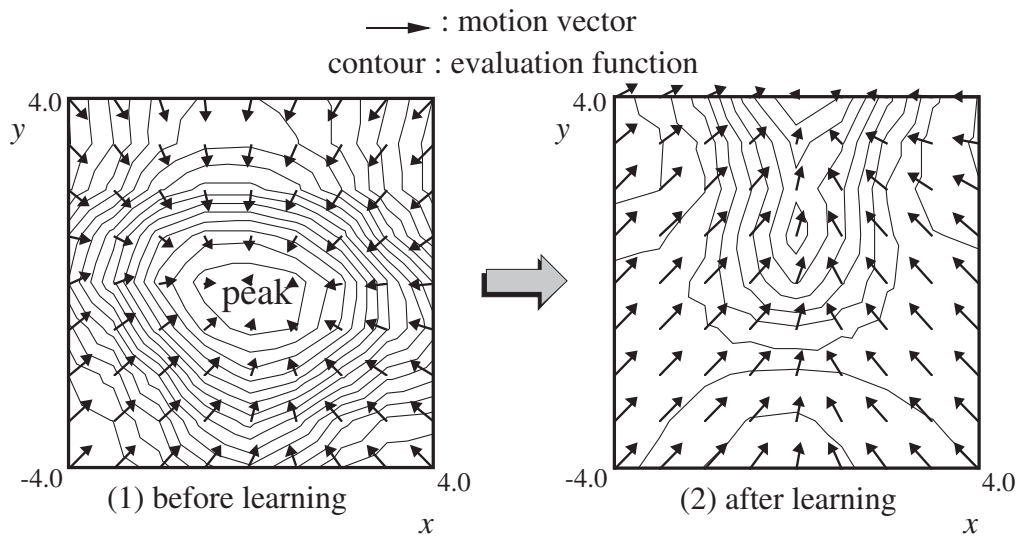 : motion vector
contour : evaluation function
4.0
y
peak
-4.0
4.0
(1) before learning
x
4.0
y
-4.0
4.0
(2) after learning
x